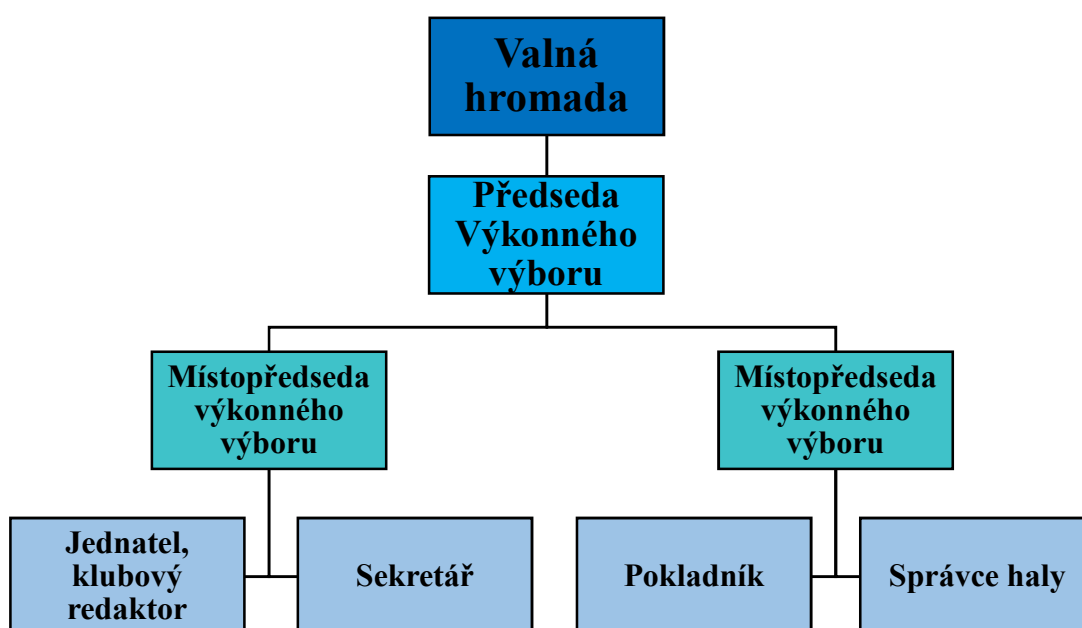 Valná
hromada
Předseda
Výkonného
výboru
Místopředseda
výkonného
výboru
Místopředseda
výkonného
výboru
Jednatel,
klubový
redaktor
Sekretář
Pokladník
Správce haly